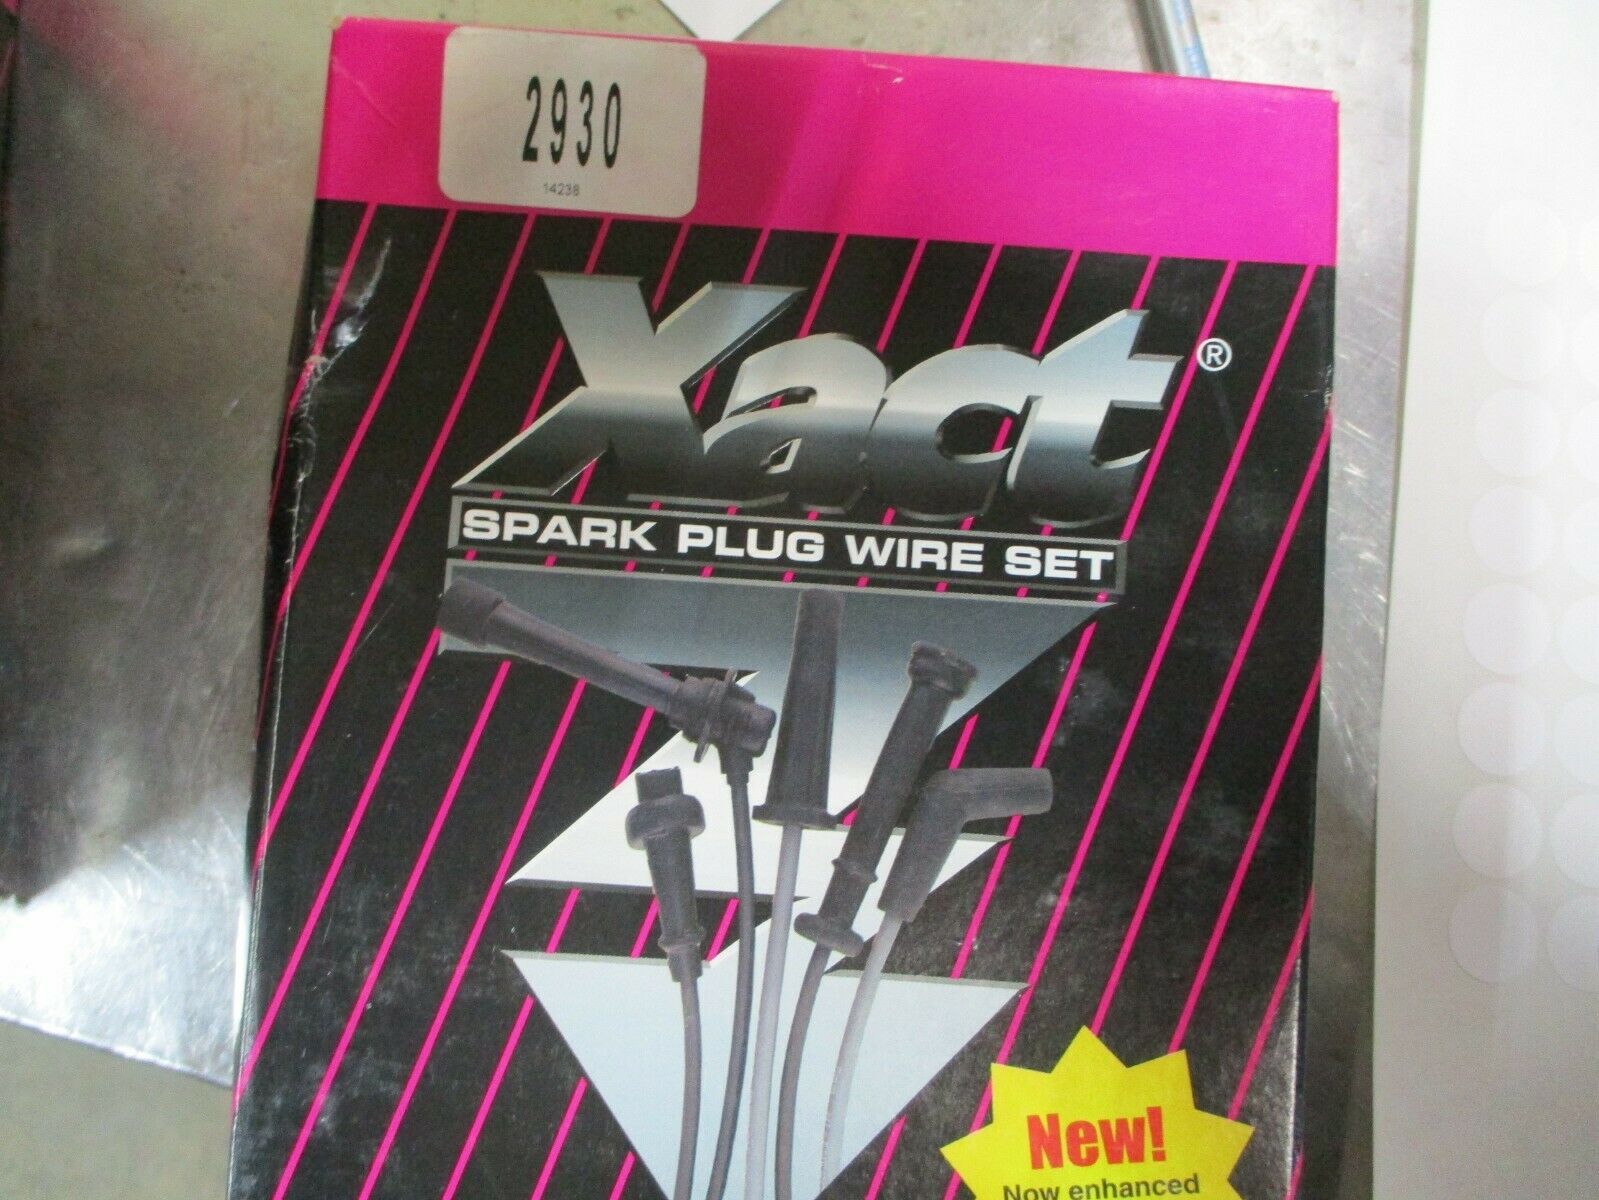 2930
14238
Xact®
SPARK PLUG WIRE SET
New!
Now enhanced